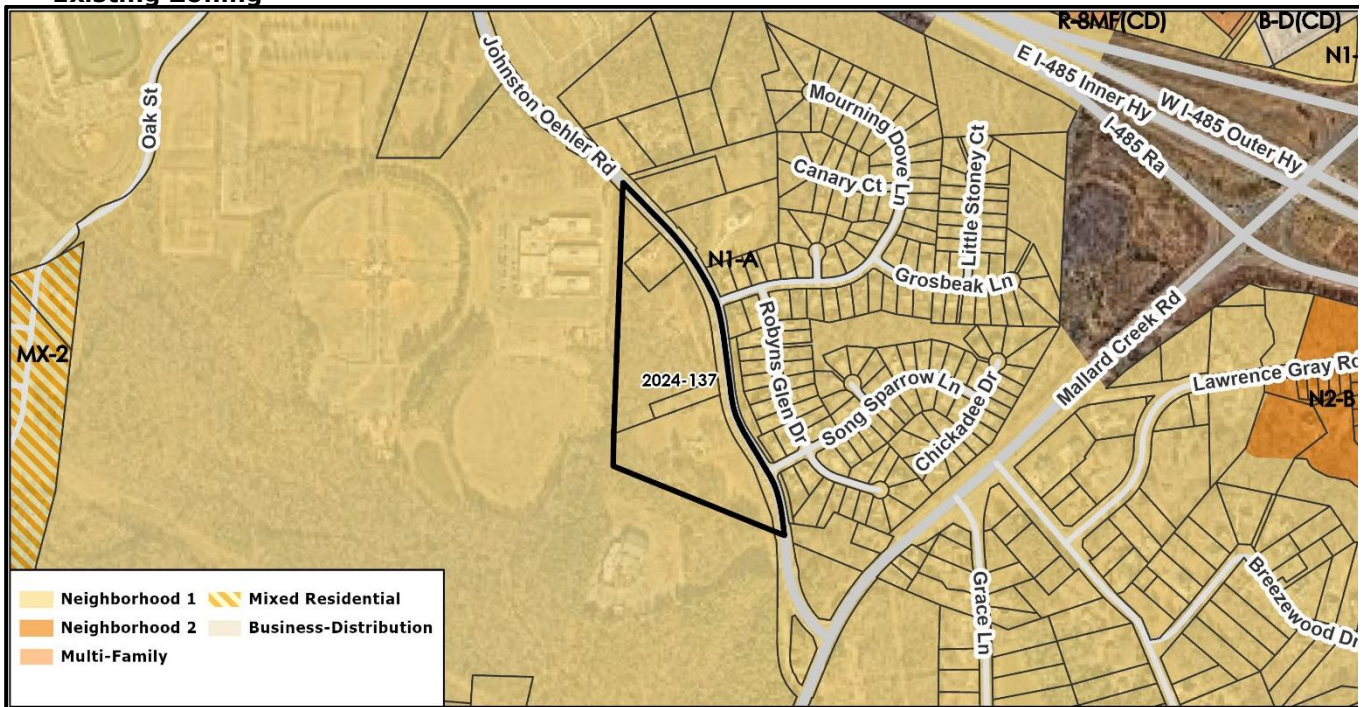 Existing Zoning
R-8MF(CD)
B-D(CD)
N1-
Johnston Oehler Rd
E I-485 Inner Hy
W I-485 Outer Hy
I-485 Ra
Oak St
Mourning Dove Ln
Canary Ct
Little Stoney Ct
N1-A
Grosbeak Ln
Robyns Glen Dr
Mallard Creek Rd
MX-2
2024-137
Song Sparrow Ln
Chickadee Dr
Lawrence Gray Rd
N2-B
Grace Ln
Breezewood Dr
Neighborhood 1
Mixed Residential
Neighborhood 2
Business-Distribution
Multi-Family